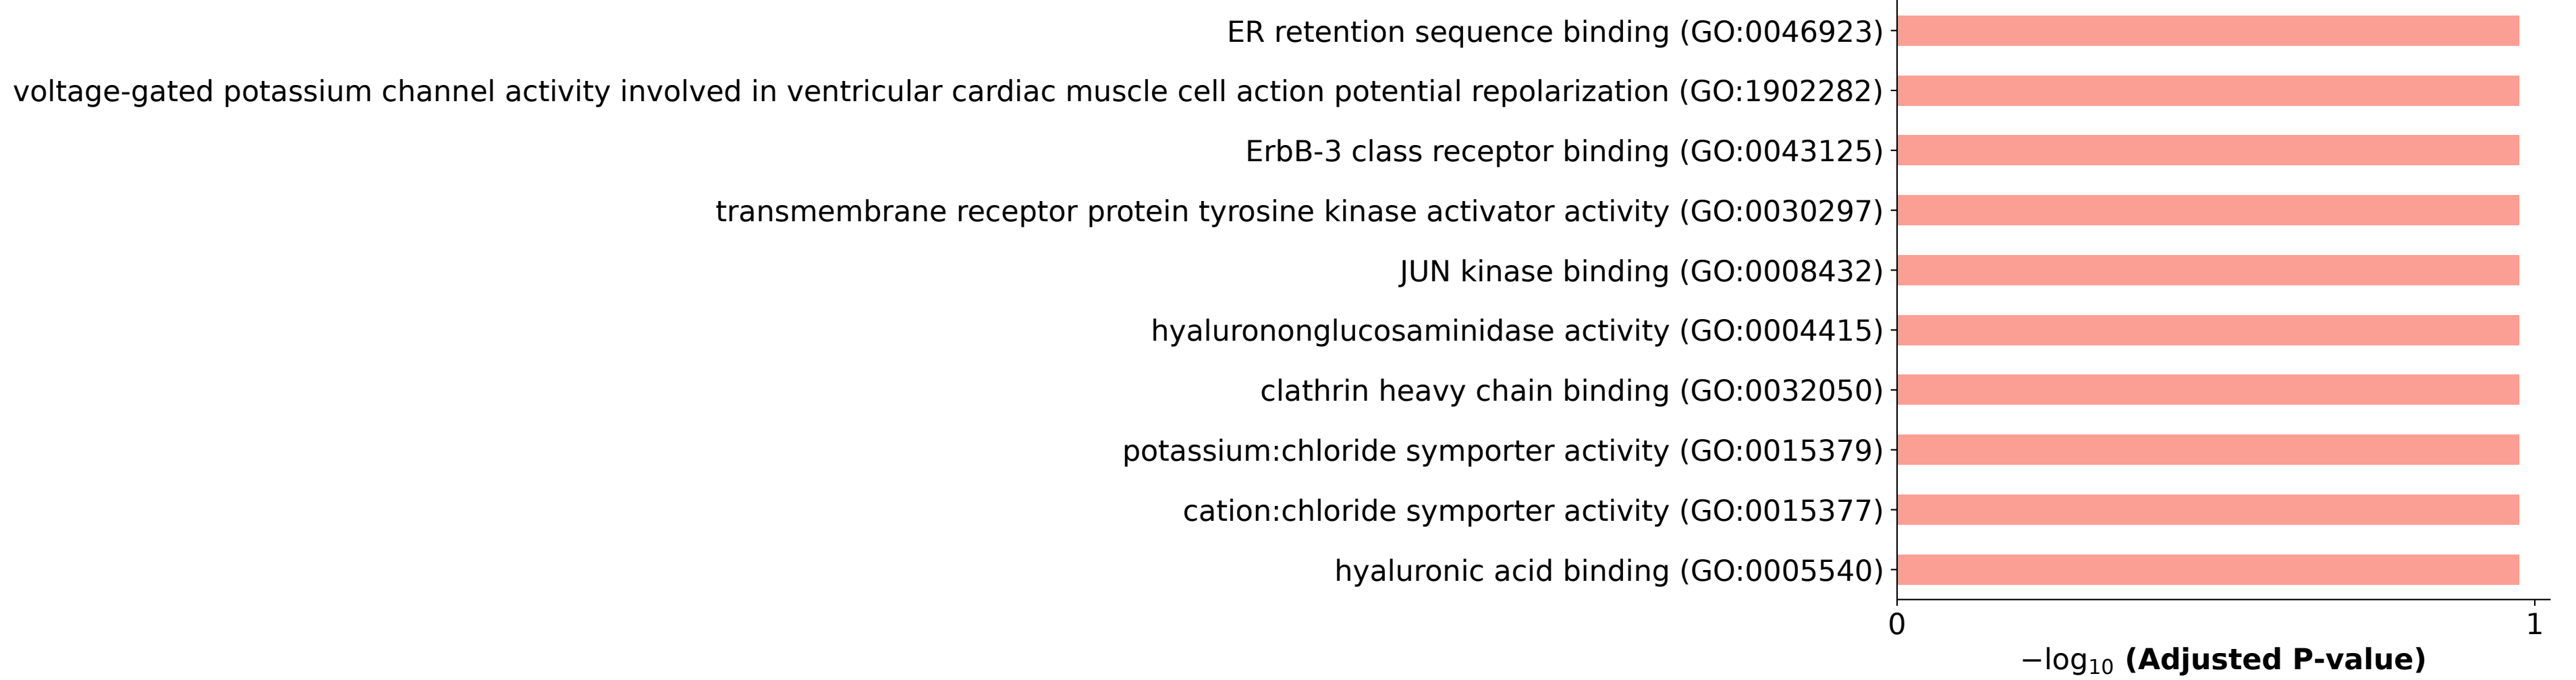 ER retention sequence binding (GO:0046923)
voltage-gated potassium channel activity involved in ventricular cardiac muscle cell action potential repolarization (GO:1902282)
ErbB-3 class receptor binding (GO:0043125)
transmembrane receptor protein tyrosine kinase activator activity (GO:0030297)
JUN kinase binding (GO:0008432)
hyalurononglucosaminidase activity (GO:0004415)
clathrin heavy chain binding (GO:0032050)
potassium:chloride symporter activity (GO:0015379)
cation:chloride symporter activity (GO:0015377)
hyaluronic acid binding (GO:0005540)
0 1
−log₁₀ (Adjusted P-value)